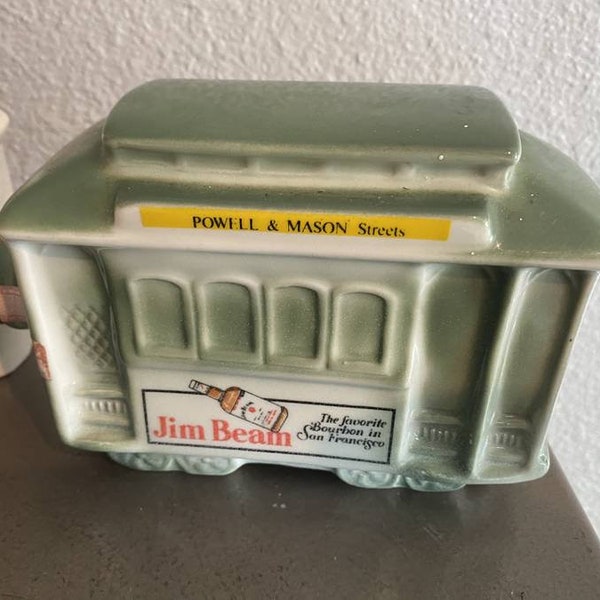 POWELL & MASON Streets
Jim Beam
The favorite
Bourbon in
San Francisco